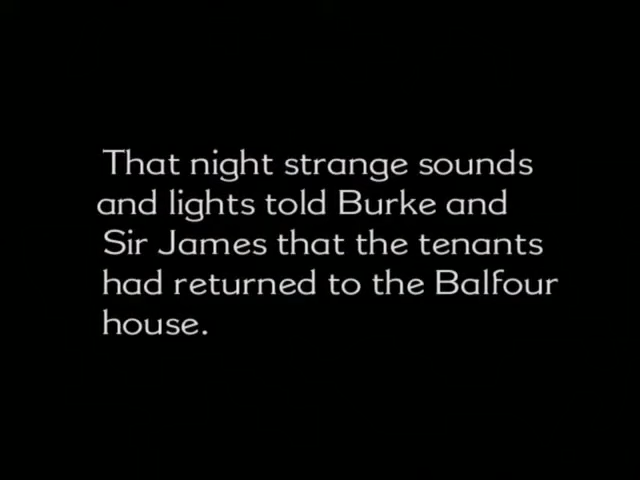 That night strange sounds
and lights told Burke and
Sir James that the tenants
had returned to the Balfour
house.